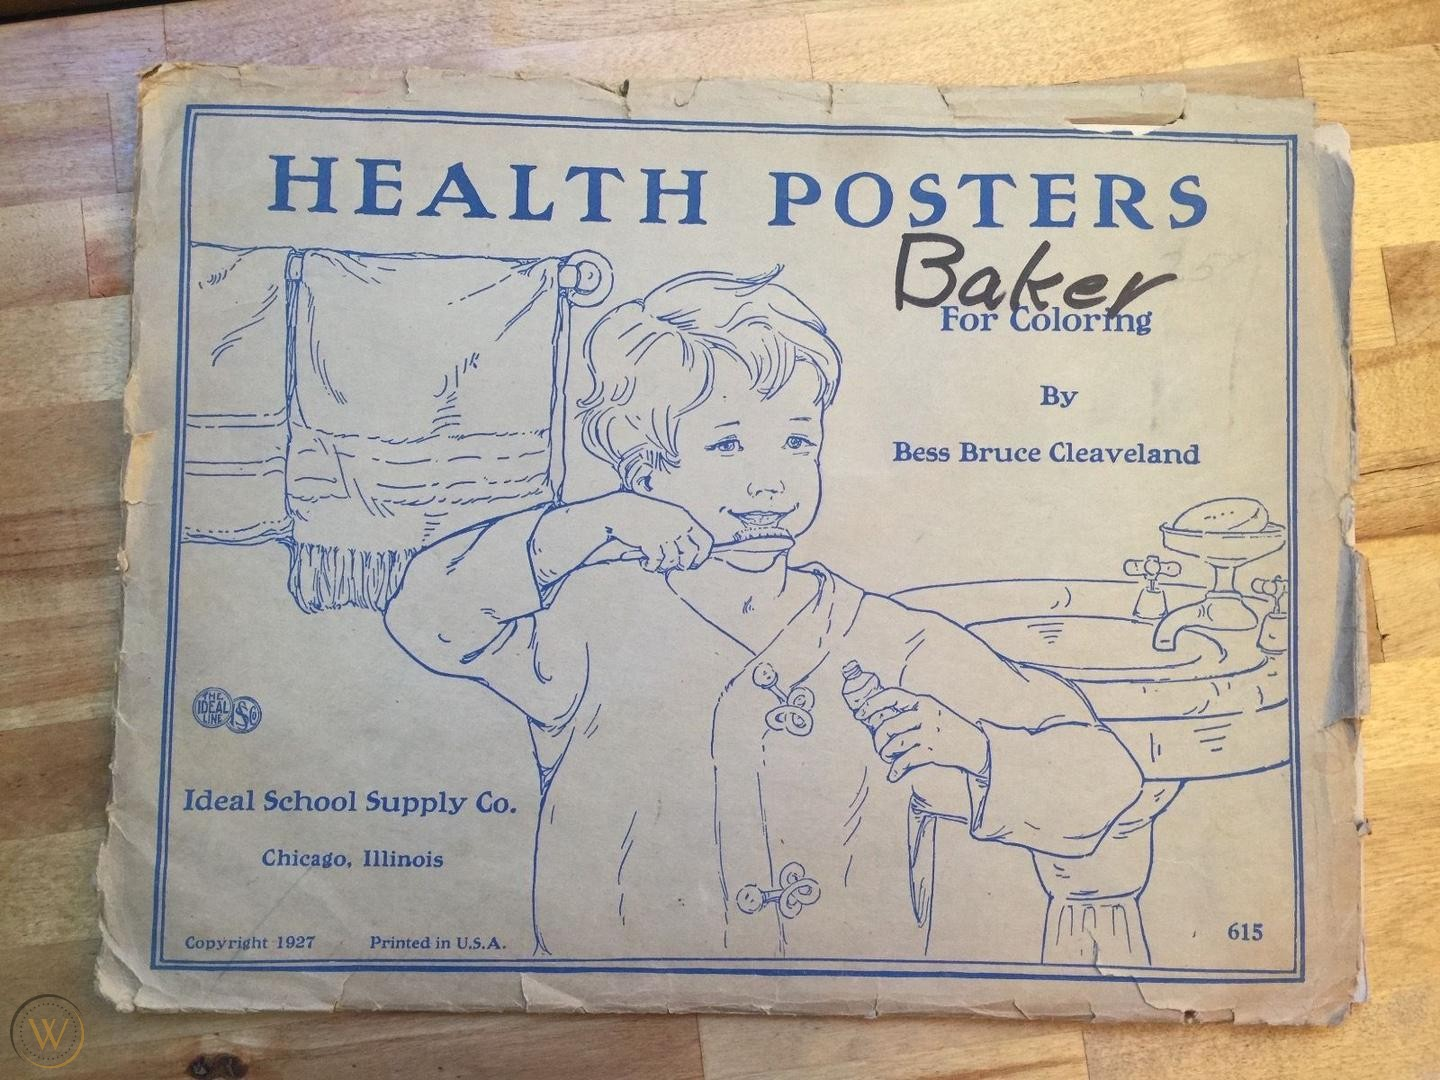 HEALTH POSTERS
Baker
For Coloring
By
Bess Bruce Cleaveland
THE
IDEAL
LINE
ISSCo
Ideal School Supply Co.
Chicago, Illinois
Copyright 1927 Printed in U.S.A.
615
W